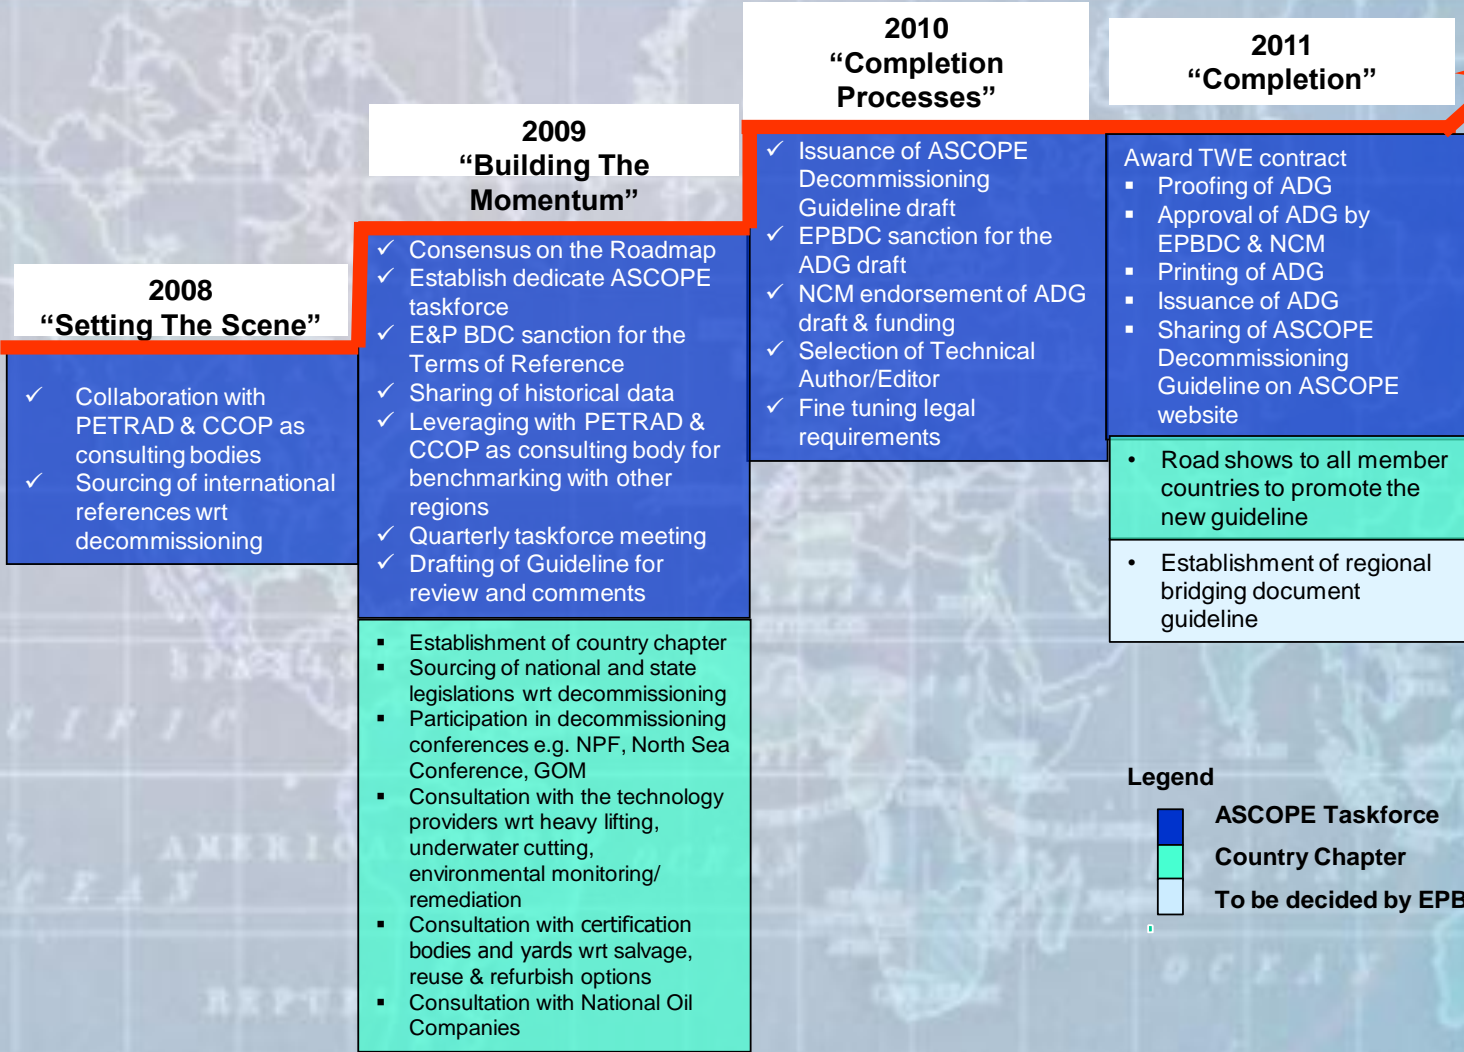 2008
“Setting The Scene”
✓ Collaboration with
PETRAD & CCOP as
consulting bodies
✓ Sourcing of international
references wrt
decommissioning
2009
“Building The
Momentum”
✓ Consensus on the Roadmap
✓ Establish dedicate ASCOPE
taskforce
✓ E&P BDC sanction for the
Terms of Reference
✓ Sharing of historical data
✓ Leveraging with PETRAD &
CCOP as consulting body for
benchmarking with other
regions
✓ Quarterly taskforce meeting
✓ Drafting of Guideline for
review and comments
▪ Establishment of country chapter
▪ Sourcing of national and state
legislations wrt decommissioning
▪ Participation in decommissioning
conferences e.g. NPF, North Sea
Conference, GOM
▪ Consultation with the technology
providers wrt heavy lifting,
underwater cutting,
environmental monitoring/
remediation
▪ Consultation with certification
bodies and yards wrt salvage,
reuse & refurbish options
▪ Consultation with National Oil
Companies
2010
“Completion
Processes”
✓ Issuance of ASCOPE
Decommissioning
Guideline draft
✓ EPBDC sanction for the
ADG draft
✓ NCM endorsement of ADG
draft & funding
✓ Selection of Technical
Author/Editor
✓ Fine tuning legal
requirements
2011
“Completion”
Award TWE contract
▪ Proofing of ADG
▪ Approval of ADG by
EPBDC & NCM
▪ Printing of ADG
▪ Issuance of ADG
▪ Sharing of ASCOPE
Decommissioning
Guideline on ASCOPE
website
• Road shows to all member
countries to promote the
new guideline
• Establishment of regional
bridging document
guideline
Legend
ASCOPE Taskforce
Country Chapter
To be decided by EPB
CIFIC
AMERIC
CEAN
REPU
OCEAN